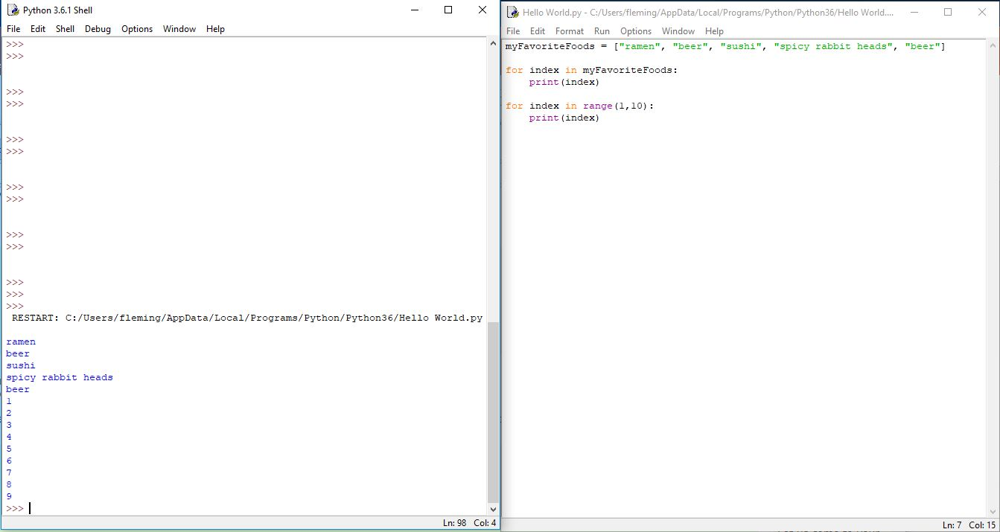 Python 3.6.1 Shell
File Edit Shell Debug Options Window Help
>>>
>>>
>>>
>>>
>>>
>>>
>>>
>>>
>>>
>>>
>>>
>>>
>>>
RESTART: C:/Users/fleming/AppData/Local/Programs/Python/Python36/Hello World.py
ramen
beer
sushi
spicy rabbit heads
beer
1
2
3
4
5
6
7
8
9
>>>
Ln: 98 Col: 4
Hello World.py - C:/Users/fleming/AppData/Local/Programs/Python/Python36/Hello World....
File Edit Format Run Options Window Help
myFavoriteFoods = ["ramen", "beer", "sushi", "spicy rabbit heads", "beer"]
for index in myFavoriteFoods:
    print(index)
for index in range(1,10):
    print(index)
Ln: 7 Col: 15